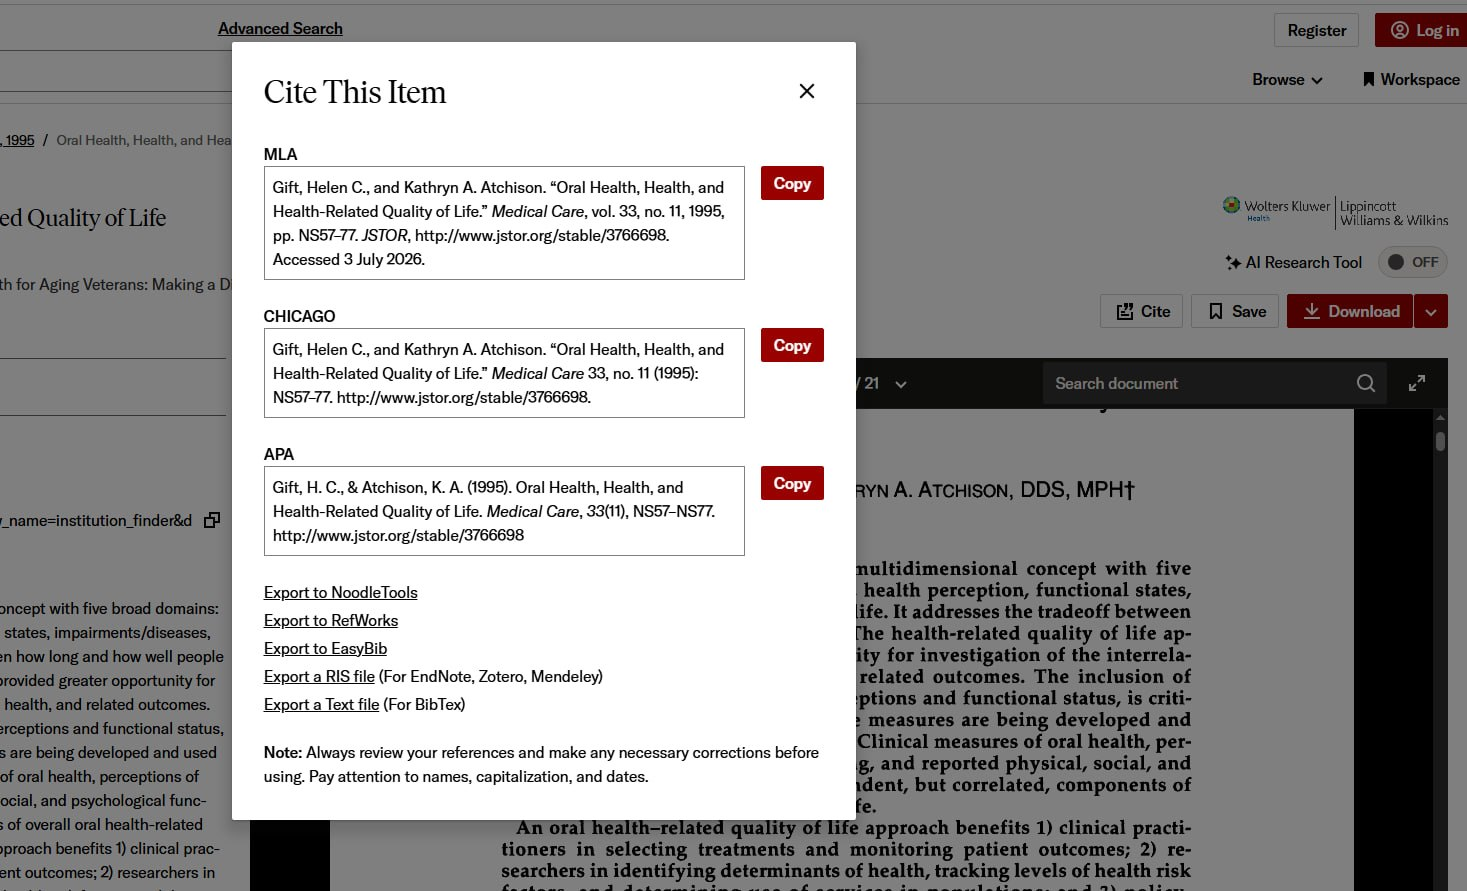 Advanced Search
Register
Log in
Browse
Workspace
, 1995 / Oral Health, Health, and Hea
ed Quality of Life
th for Aging Veterans: Making a D
Wolters Kluwer
Health
Lippincott
Williams & Wilkins
AI Research Tool
OFF
Cite
Save
Download
Cite This Item
MLA
Gift, Helen C., and Kathryn A. Atchison. “Oral Health, Health, and
Health-Related Quality of Life.” Medical Care, vol. 33, no. 11, 1995,
pp. NS57–77. JSTOR, http://www.jstor.org/stable/3766698.
Accessed 3 July 2026.
Copy
CHICAGO
Gift, Helen C., and Kathryn A. Atchison. “Oral Health, Health, and
Health-Related Quality of Life.” Medical Care 33, no. 11 (1995):
NS57–77. http://www.jstor.org/stable/3766698.
Copy
APA
Gift, H. C., & Atchison, K. A. (1995). Oral Health, Health, and
Health-Related Quality of Life. Medical Care, 33(11), NS57–NS77.
http://www.jstor.org/stable/3766698
Copy
Export to NoodleTools
Export to RefWorks
Export to EasyBib
Export a RIS file (For EndNote, Zotero, Mendeley)
Export a Text file (For BibTex)
Note: Always review your references and make any necessary corrections before
using. Pay attention to names, capitalization, and dates.
_name=institution_finder&d
oncept with five broad domains:
states, impairments/diseases,
en how long and how well people
provided greater opportunity for
health, and related outcomes.
erceptions and functional status,
s are being developed and used
of oral health, perceptions of
ocial, and psychological func-
s of overall oral health-related
pproach benefits 1) clinical prac-
ent outcomes; 2) researchers in
/ 21
Search document
RYN A. ATCHISON, DDS, MPH†
multidimensional concept with five
health perception, functional states,
life. It addresses the tradeoff between
The health-related quality of life ap-
ity for investigation of the interrela-
related outcomes. The inclusion of
eptions and functional status, is criti-
e measures are being developed and
Clinical measures of oral health, per-
g, and reported physical, social, and
ndent, but correlated, components of
fe.
An oral health–related quality of life approach benefits 1) clinical practi-
tioners in selecting treatments and monitoring patient outcomes; 2) re-
searchers in identifying determinants of health, tracking levels of health risk